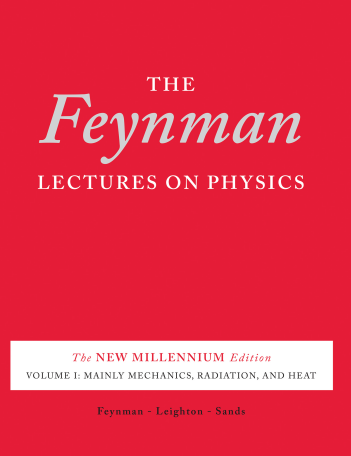 THE
Feynman
LECTURES ON PHYSICS
The NEW MILLENNIUM Edition
VOLUME I: MAINLY MECHANICS, RADIATION, AND HEAT
Feynman - Leighton - Sands